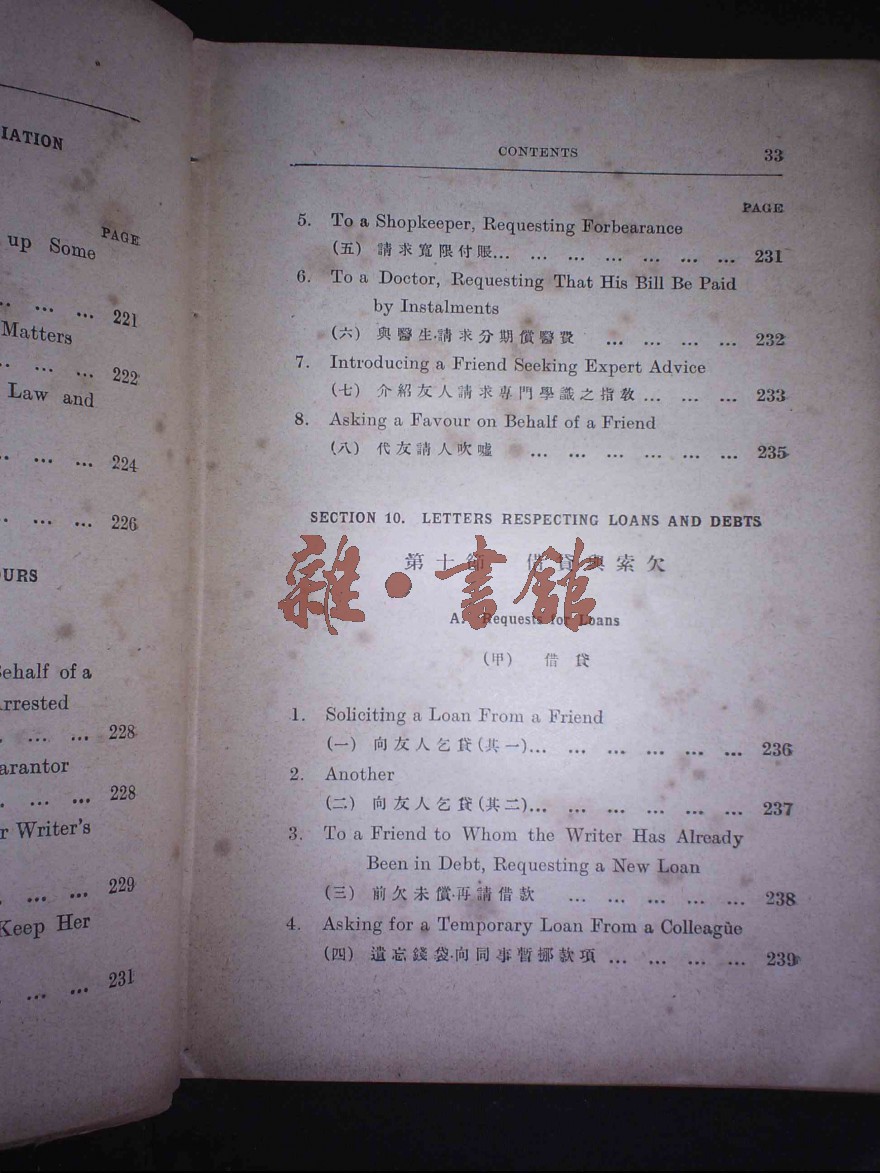 IATION
PAGE
up Some
.. ... ... 221
Matters
.. ... ... 222
Law and
.. ... ... 224
... ... 226
OURS
ehalf of a
rrested
. ... ... 228
arantor
. ... ... 228
r Writer's
. ... ... 229
Keep Her
. ... ... 231
CONTENTS 33
PAGE
5. To a Shopkeeper, Requesting Forbearance
(五) 請求寬限付賬... ... ... ... ... ... ... 231
6. To a Doctor, Requesting That His Bill Be Paid
by Instalments
(六) 與醫生·請求分期償醫費 ... ... ... ... 232
7. Introducing a Friend Seeking Expert Advice
(七) 介紹友人請求專門學識之指教... ... ... 233
8. Asking a Favour on Behalf of a Friend
(八) 代友請人吹噓 ... ... ... ... ... ... 235
SECTION 10. LETTERS RESPECTING LOANS AND DEBTS
第十節 借貸與索欠
雜·書館
A. Requests for Loans
(甲) 借貸
1. Soliciting a Loan From a Friend
(一) 向友人乞貸(其一)... ... ... ... ... ... 236
2. Another
(二) 向友人乞貸(其二)... ... ... ... ... ... 237
3. To a Friend to Whom the Writer Has Already
Been in Debt, Requesting a New Loan
(三) 前欠未償·再請借款 ... ... ... ... ... 238
4. Asking for a Temporary Loan From a Colleague
(四) 遺忘錢袋·向同事暫挪款項 ... ... ... ... 239